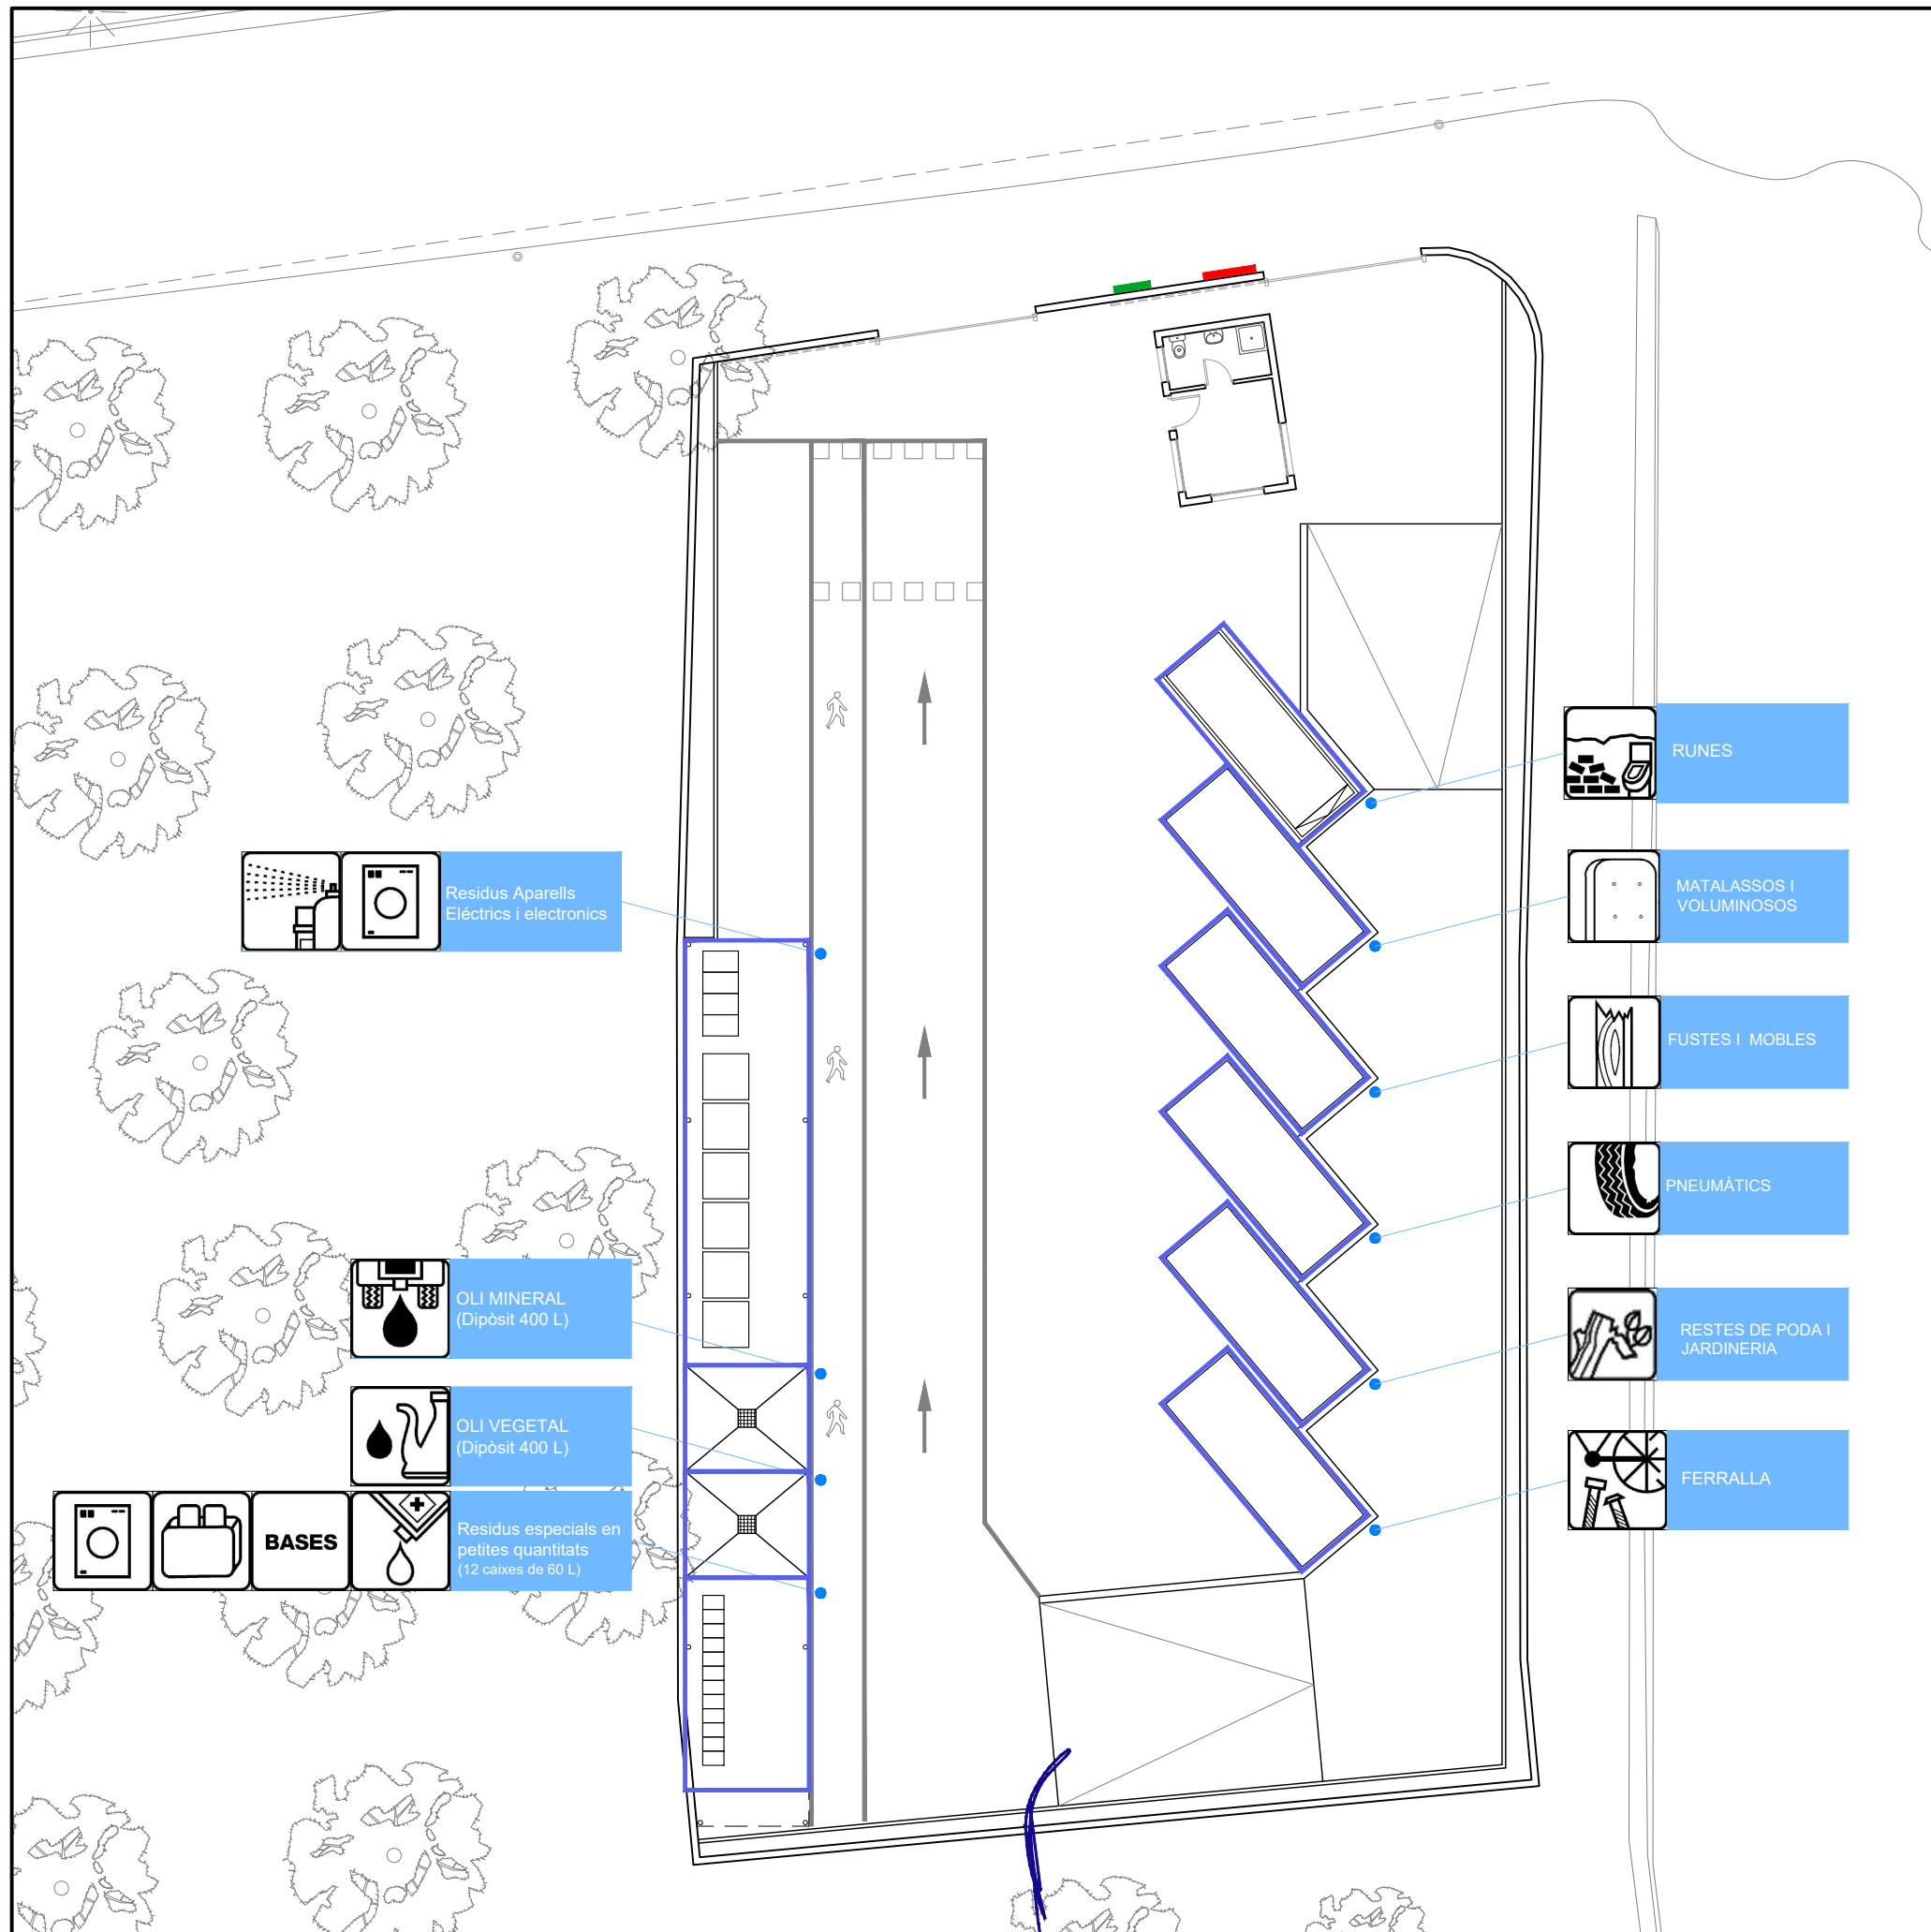 RUNES
MATALASSOS I
VOLUMINOSOS
Residus Aparells
Eléctrics i electronics
FUSTES I MOBLES
PNEUMÀTICS
OLI MINERAL
(Dipòsit 400 L)
RESTES DE PODA I
JARDINERIA
OLI VEGETAL
(Dipòsit 400 L)
FERRALLA
BASES
Residus especials en
petites quantitats
(12 caixes de 60 L)